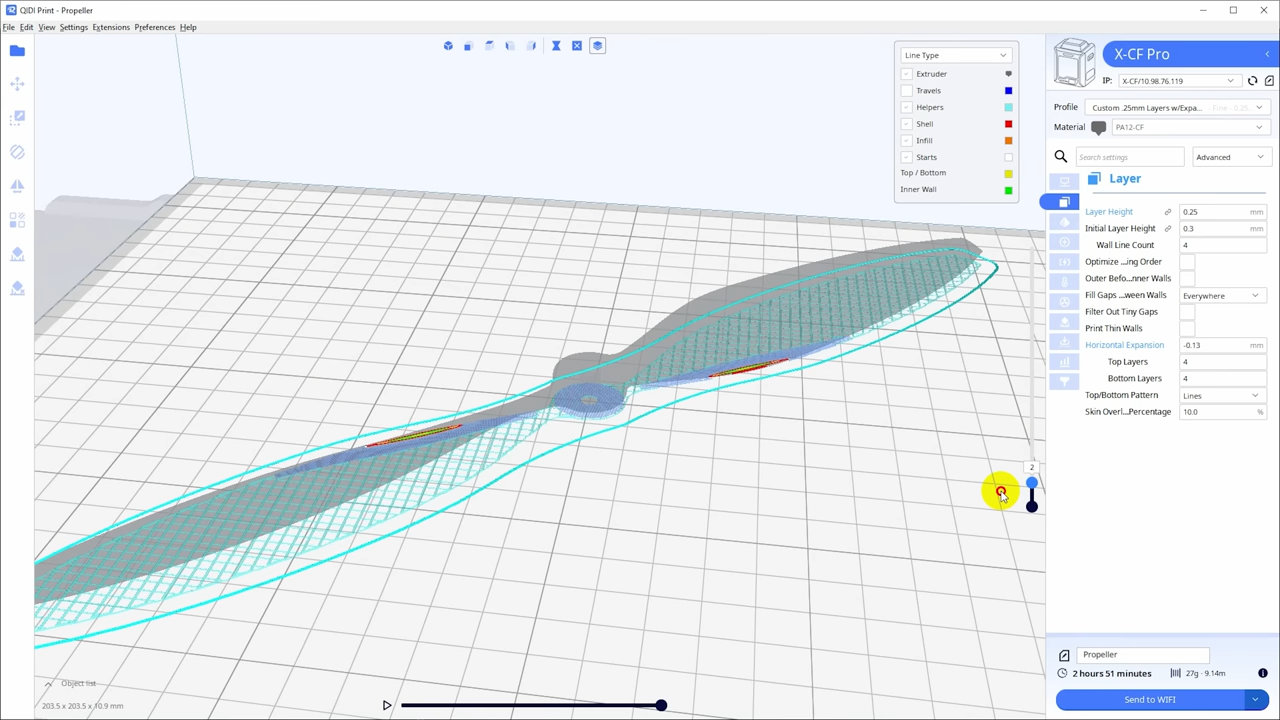 QIDI Print - Propeller
File Edit View Settings Extensions Preferences Help
Line Type
Extruder
Travels
Helpers
Shell
Infill
Starts
Top / Bottom
Inner Wall
X-CF Pro
IP: X-CF/10.98.76.119
Profile Custom .25mm Layers w/Expa... Fine - 0.25
Material PA12-CF
Search settings Advanced
Layer
Layer Height 0.25 mm
Initial Layer Height 0.3 mm
Wall Line Count 4
Optimize ...ing Order
Outer Befo...nner Walls
Fill Gaps ...ween Walls Everywhere
Filter Out Tiny Gaps
Print Thin Walls
Horizontal Expansion -0.13 mm
Top Layers 4
Bottom Layers 4
Top/Bottom Pattern Lines
Skin Overl...Percentage 10.0 %
2
Object list
203.5 x 203.5 x 10.9 mm
Propeller
2 hours 51 minutes 27g · 9.14m
Send to WIFI